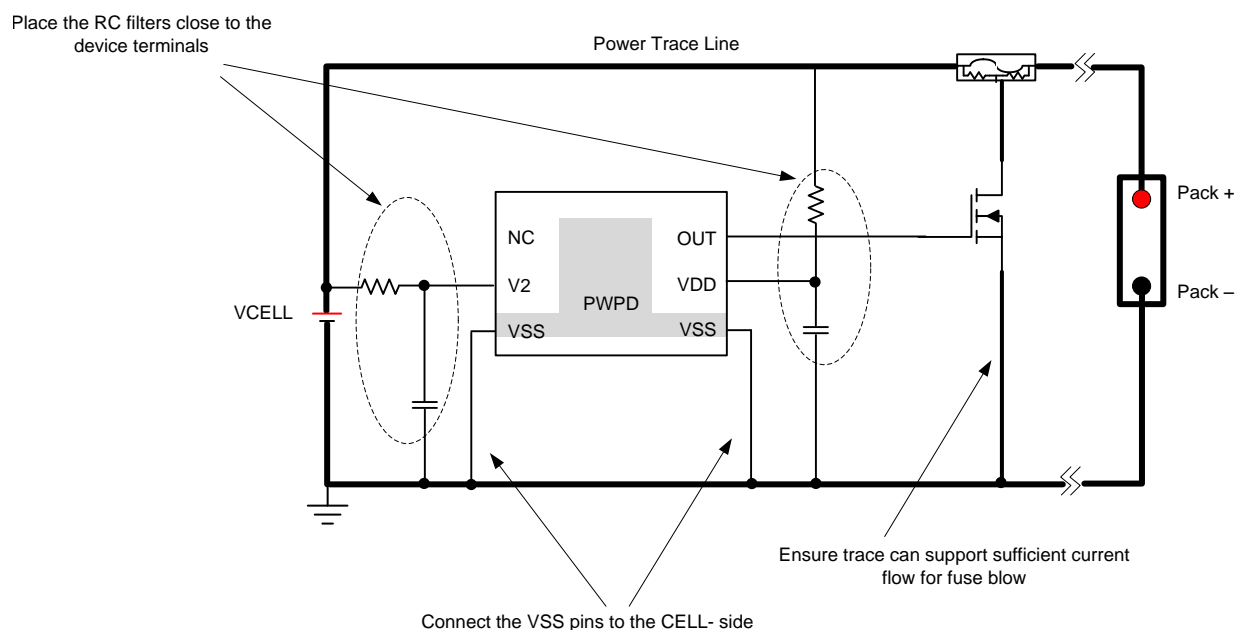 Place the RC filters close to the
device terminals
Power Trace Line
Pack +
NC
OUT
V2
VDD
PWPD
VCELL
Pack –
VSS
VSS
Ensure trace can support sufficient current
flow for fuse blow
Connect the VSS pins to the CELL- side